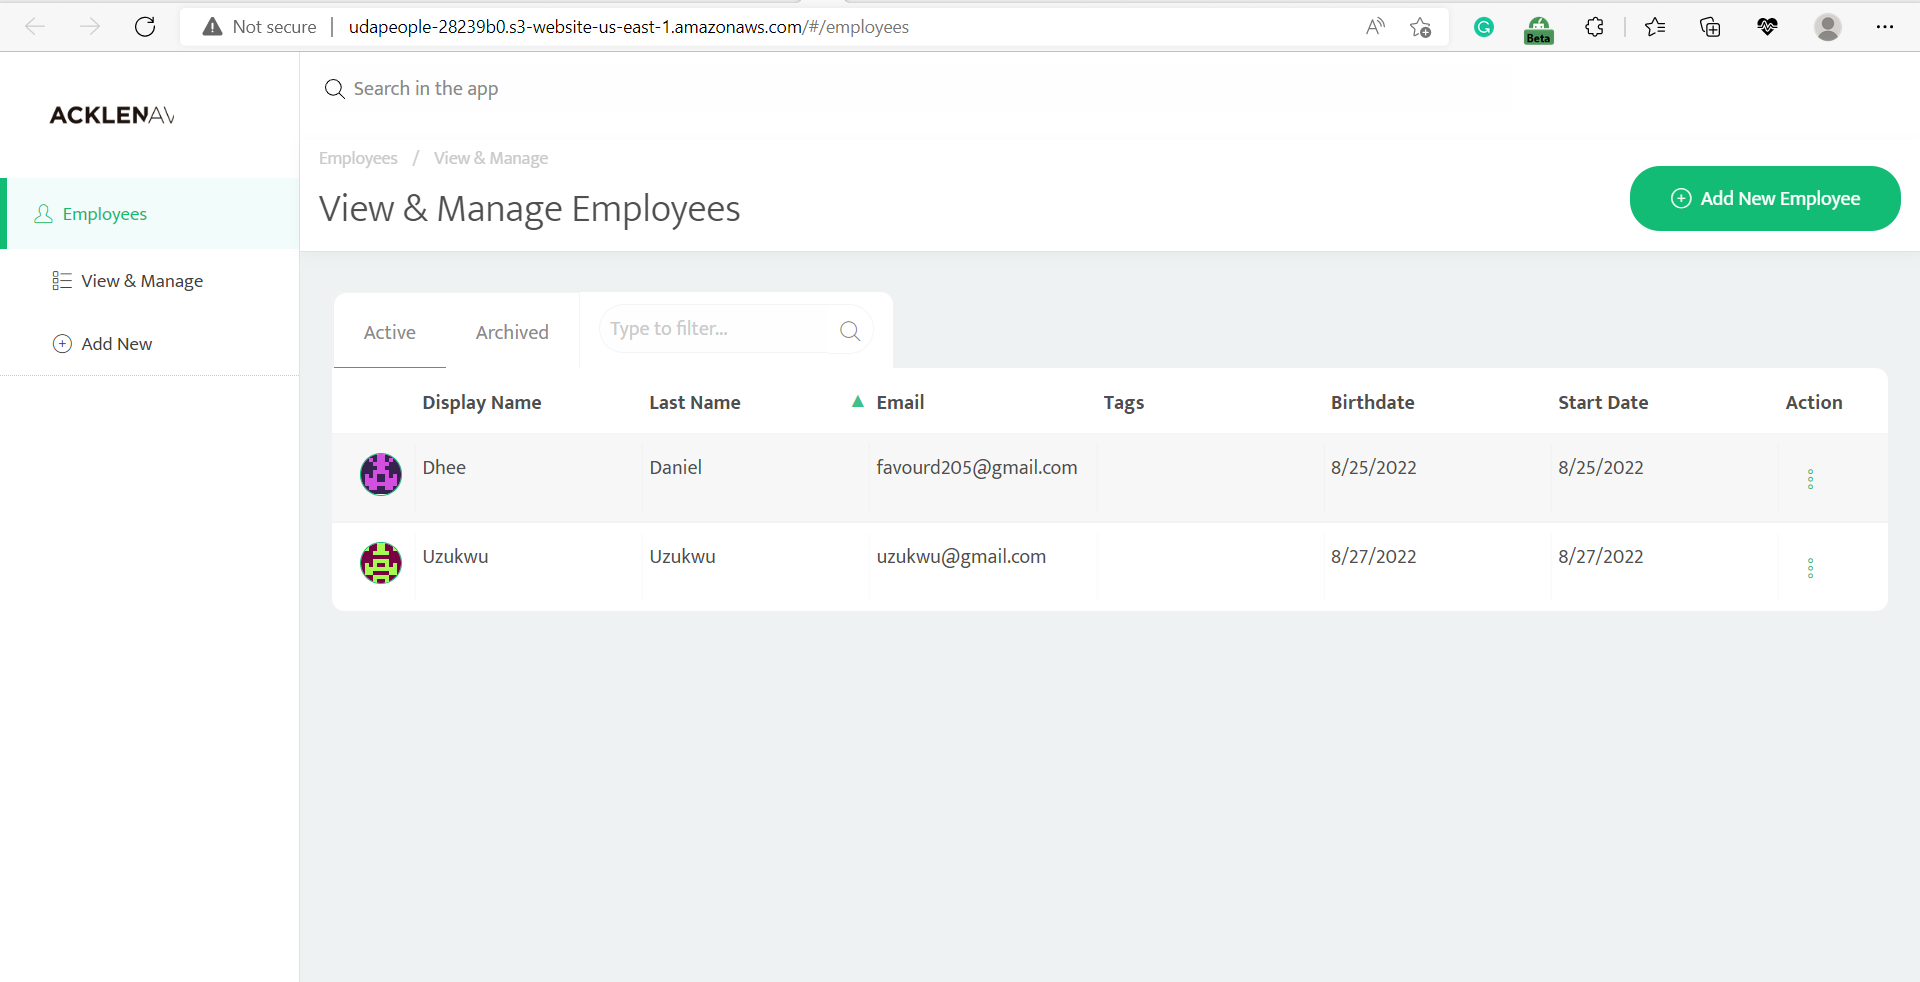 Not secure | udapeople-28239b0.s3-website-us-east-1.amazonaws.com/#/employees
Beta
ACKLENAV
Search in the app
Employees / View & Manage
View & Manage Employees
Add New Employee
Employees
View & Manage
Add New
Active Archived Type to filter...
Display Name Last Name Email Tags Birthdate Start Date Action
Dhee Daniel favourd205@gmail.com 8/25/2022 8/25/2022
Uzukwu Uzukwu uzukwu@gmail.com 8/27/2022 8/27/2022